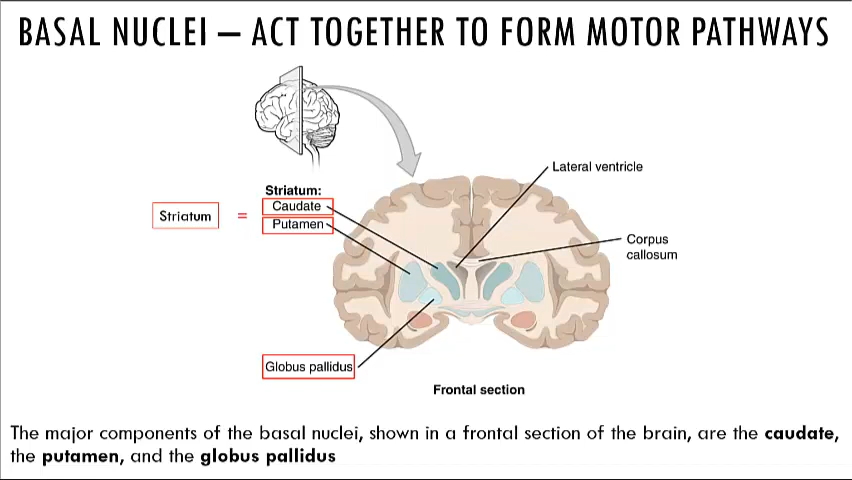 BASAL NUCLEI – ACT TOGETHER TO FORM MOTOR PATHWAYS
Lateral ventricle
Striatum:
Caudate
Striatum =
Putamen
Corpus
callosum
Globus pallidus
Frontal section
The major components of the basal nuclei, shown in a frontal section of the brain, are the caudate,
the putamen, and the globus pallidus